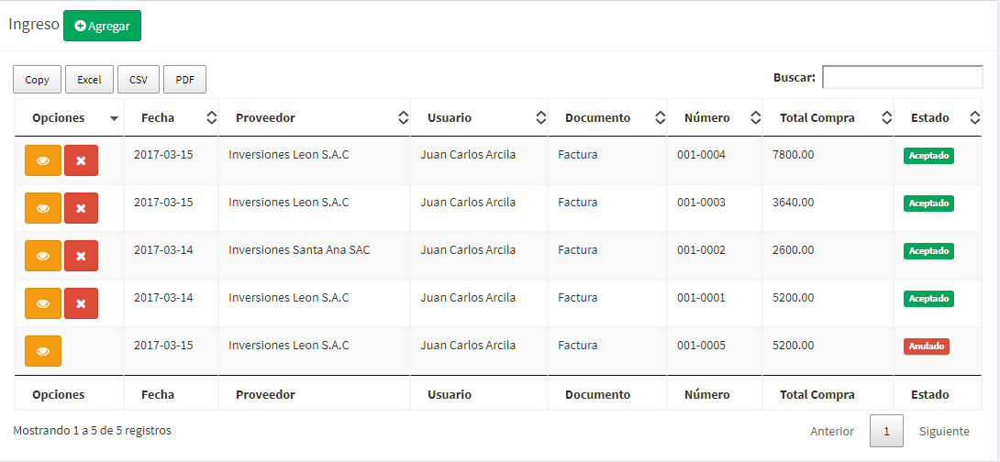 Ingreso Agregar
Copy Excel CSV PDF Buscar:
Opciones Fecha Proveedor Usuario Documento Número Total Compra Estado
2017-03-15 Inversiones Leon S.A.C Juan Carlos Arcila Factura 001-0004 7800.00 Aceptado
2017-03-15 Inversiones Leon S.A.C Juan Carlos Arcila Factura 001-0003 3640.00 Aceptado
2017-03-14 Inversiones Santa Ana SAC Juan Carlos Arcila Factura 001-0002 2600.00 Aceptado
2017-03-14 Inversiones Leon S.A.C Juan Carlos Arcila Factura 001-0001 5200.00 Aceptado
2017-03-15 Inversiones Leon S.A.C Juan Carlos Arcila Factura 001-0005 5200.00 Anulado
Opciones Fecha Proveedor Usuario Documento Número Total Compra Estado
Mostrando 1 a 5 de 5 registros Anterior 1 Siguiente